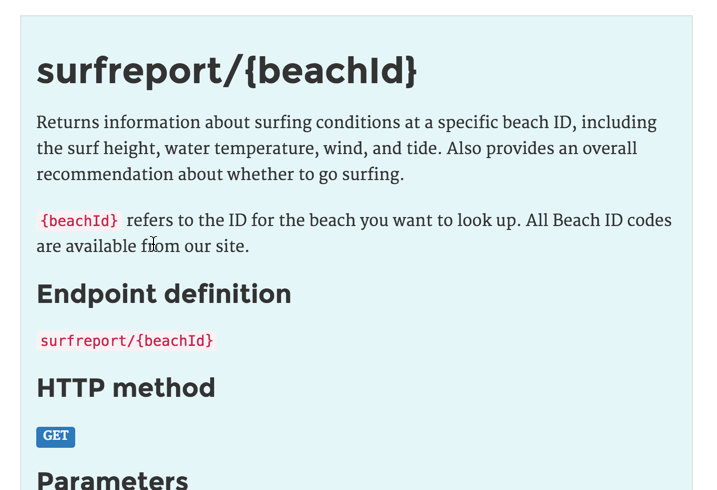 surfreport/{beachId}
Returns information about surfing conditions at a specific beach ID, including
the surf height, water temperature, wind, and tide. Also provides an overall
recommendation about whether to go surfing.
{beachId} refers to the ID for the beach you want to look up. All Beach ID codes
are available from our site.
Endpoint definition
surfreport/{beachId}
HTTP method
GET
Parameters